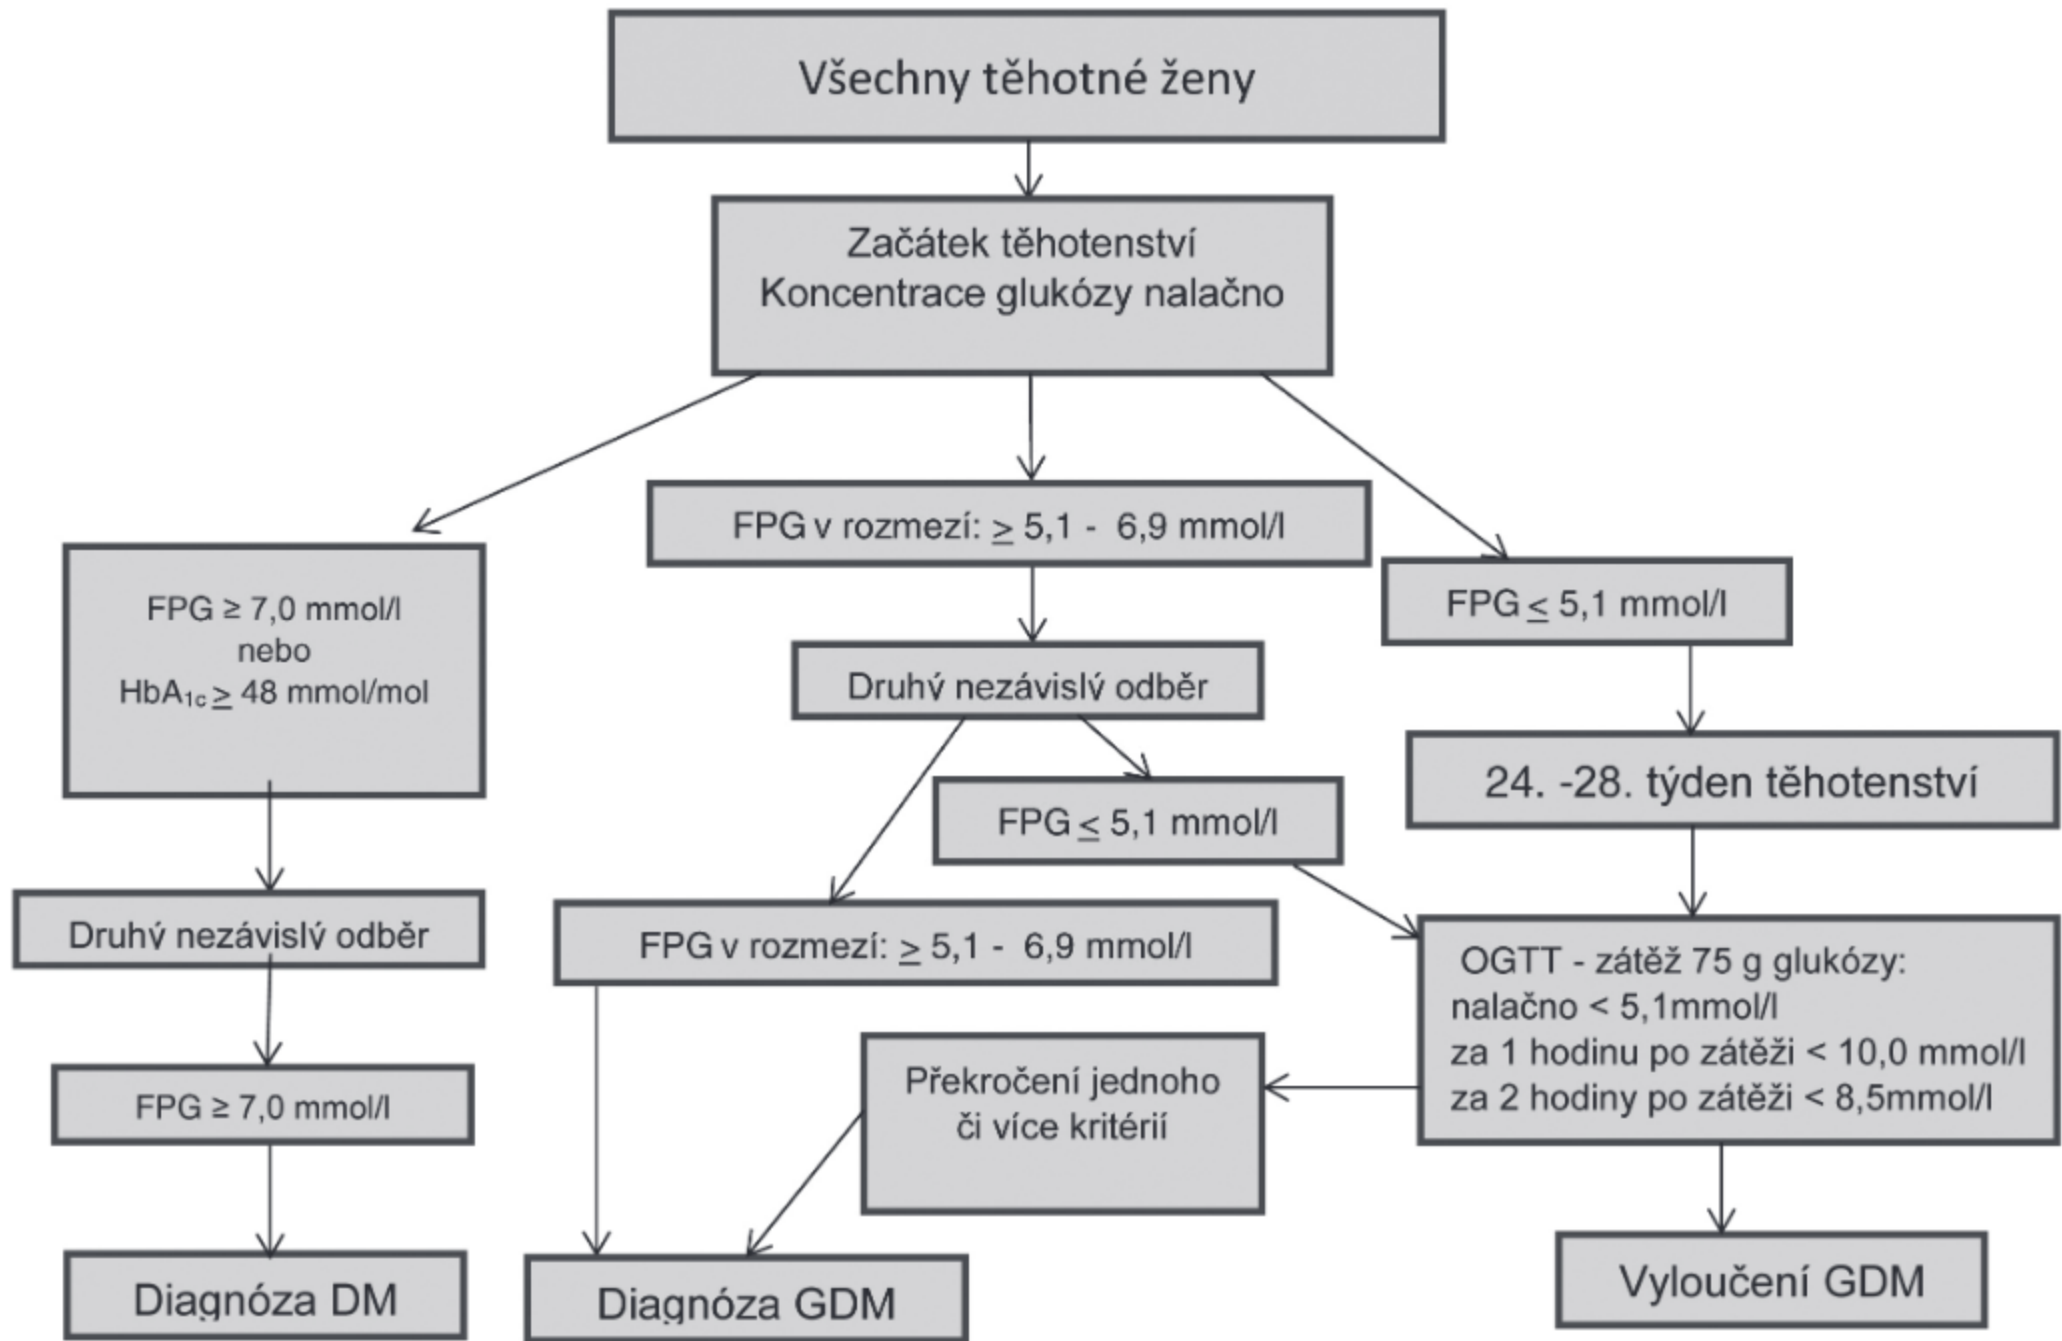 Všechny těhotné ženy
Začátek těhotenství
Koncentrace glukózy nalačno
FPG v rozmezí: ≥ 5,1 - 6,9 mmol/l
FPG ≥ 7,0 mmol/l
nebo
HbA1c ≥ 48 mmol/mol
FPG ≤ 5,1 mmol/l
Druhý nezávislý odběr
24. -28. týden těhotenství
FPG ≤ 5,1 mmol/l
Druhý nezávislý odběr
FPG v rozmezí: ≥ 5,1 - 6,9 mmol/l
OGTT - zátěž 75 g glukózy:
nalačno < 5,1mmol/l
za 1 hodinu po zátěži < 10,0 mmol/l
za 2 hodiny po zátěži < 8,5mmol/l
Překročení jednoho
či více kritérií
FPG ≥ 7,0 mmol/l
Diagnóza DM
Diagnóza GDM
Vyloučení GDM